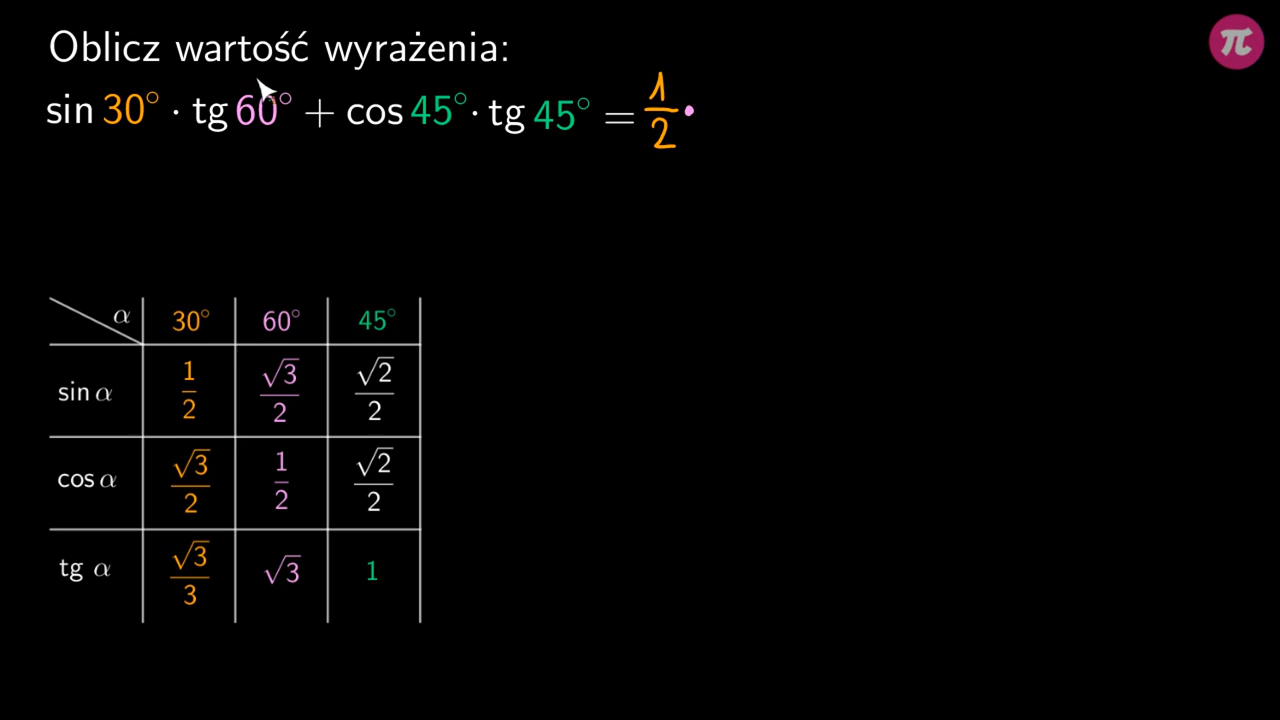 Oblicz wartość wyrażenia:
sin 30° · tg 60° + cos 45° · tg 45° = 1/2 ·
α 30° 60° 45°
sin α 1/2 √3/2 √2/2
cos α √3/2 1/2 √2/2
tg α √3/3 √3 1
π